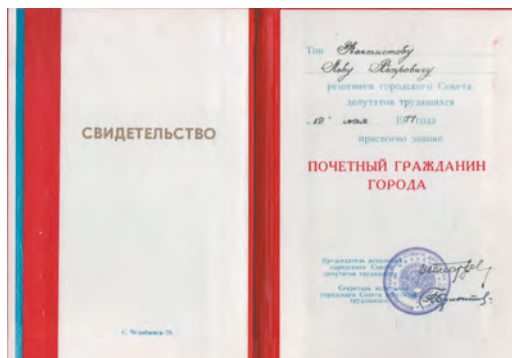 СВИДЕТЕЛЬСТВО
г. Челябинск-70
Тов.
Льву Петровичу
решением городского Совета
депутатов трудящихся
"10" мая 1977 года
присвоено звание
ПОЧЕТНЫЙ ГРАЖДАНИН
ГОРОДА
Председатель исполкома
городского Совета
депутатов трудящихся
Секретарь исполкома
городского Совета депутатов
трудящихся